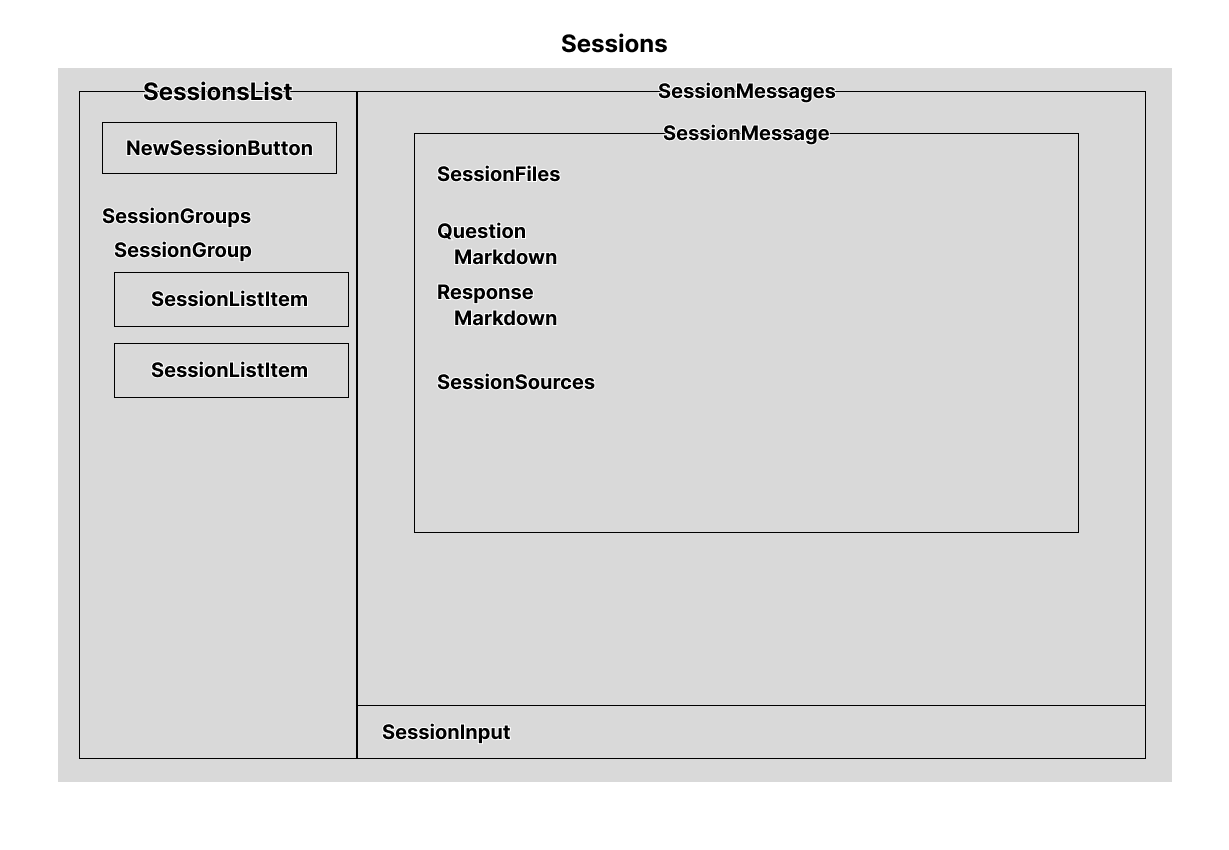 Sessions
SessionsList
NewSessionButton
SessionGroups
SessionGroup
SessionListItem
SessionListItem
SessionMessages
SessionMessage
SessionFiles
Question
Markdown
Response
Markdown
SessionSources
SessionInput